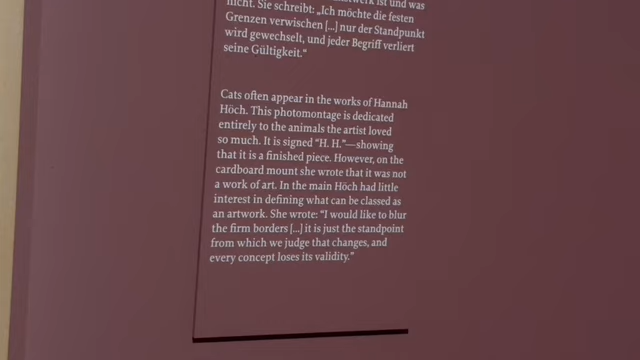 ist und was
nicht. Sie schreibt: „Ich möchte die festen
Grenzen verwischen [...] nur der Standpunkt
wird gewechselt, und jeder Begriff verliert
seine Gültigkeit.“
Cats often appear in the works of Hannah
Höch. This photomontage is dedicated
entirely to the animals the artist loved
so much. It is signed “H. H.”—showing
that it is a finished piece. However, on the
cardboard mount she wrote that it was not
a work of art. In the main Höch had little
interest in defining what can be classed as
an artwork. She wrote: “I would like to blur
the firm borders [...] it is just the standpoint
from which we judge that changes, and
every concept loses its validity.”